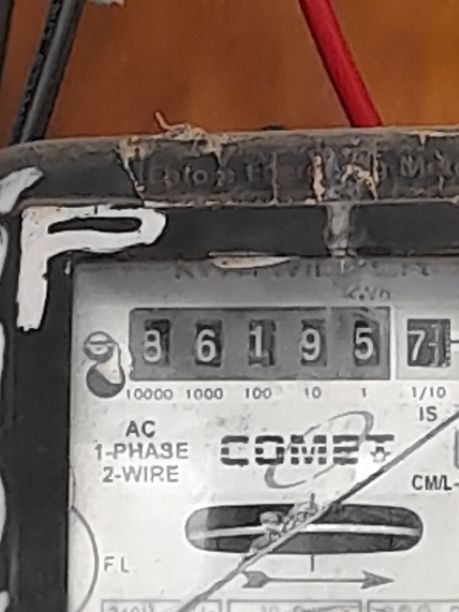 P
kWh
8 6 1 9 5 7
10000 1000 100 10 1 1/10
IS
AC
1-PHASE
2-WIRE
COMET
CM/L-
F.L